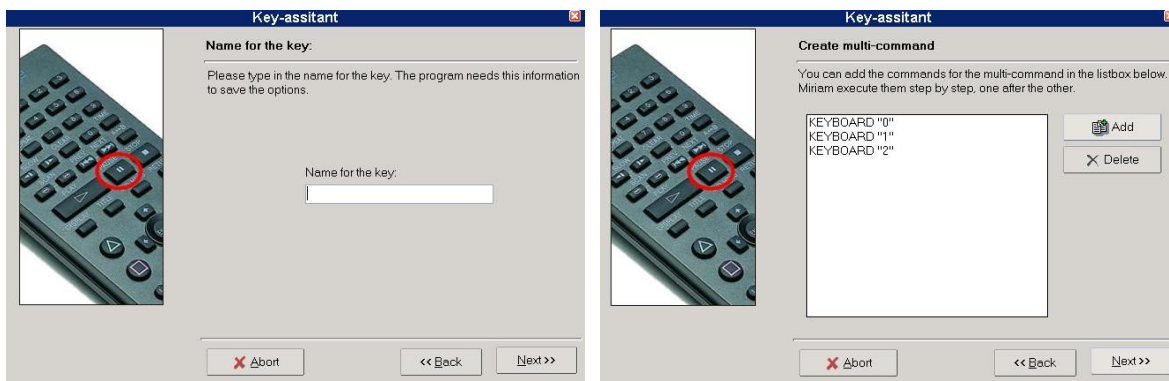 Key-assitant
Name for the key:
Please type in the name for the key. The program needs this information
to save the options.
Name for the key:
Abort
<< Back
Next >>
Key-assitant
Create multi-command
You can add the commands for the multi-command in the listbox below.
Miriam execute them step by step, one after the other.
KEYBOARD "0"
KEYBOARD "1"
KEYBOARD "2"
Add
Delete
Abort
<< Back
Next >>